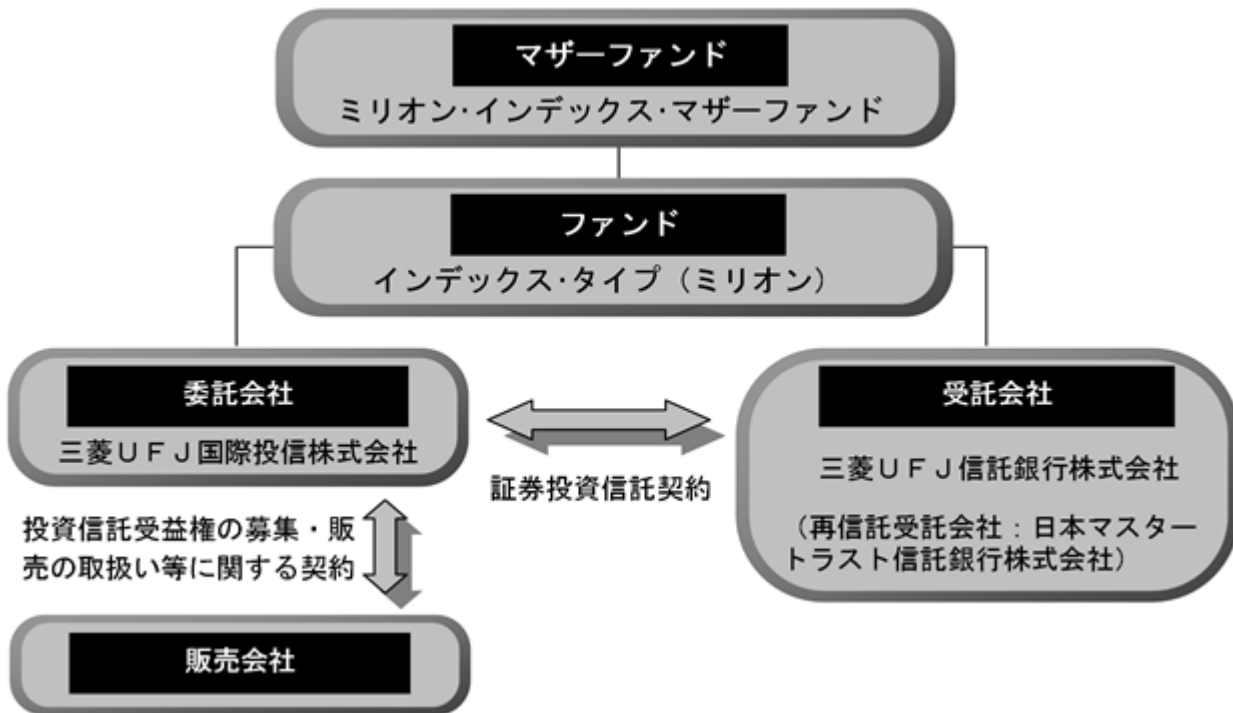 マザーファンド
ミリオン･インデックス･マザーファンド
ファンド
インデックス･タイプ（ミリオン）
委託会社
三菱ＵＦＪ国際投信株式会社
証券投資信託契約
受託会社
三菱ＵＦＪ信託銀行株式会社
（再信託受託会社：日本マスター
トラスト信託銀行株式会社）
投資信託受益権の募集・販
売の取扱い等に関する契約
販売会社